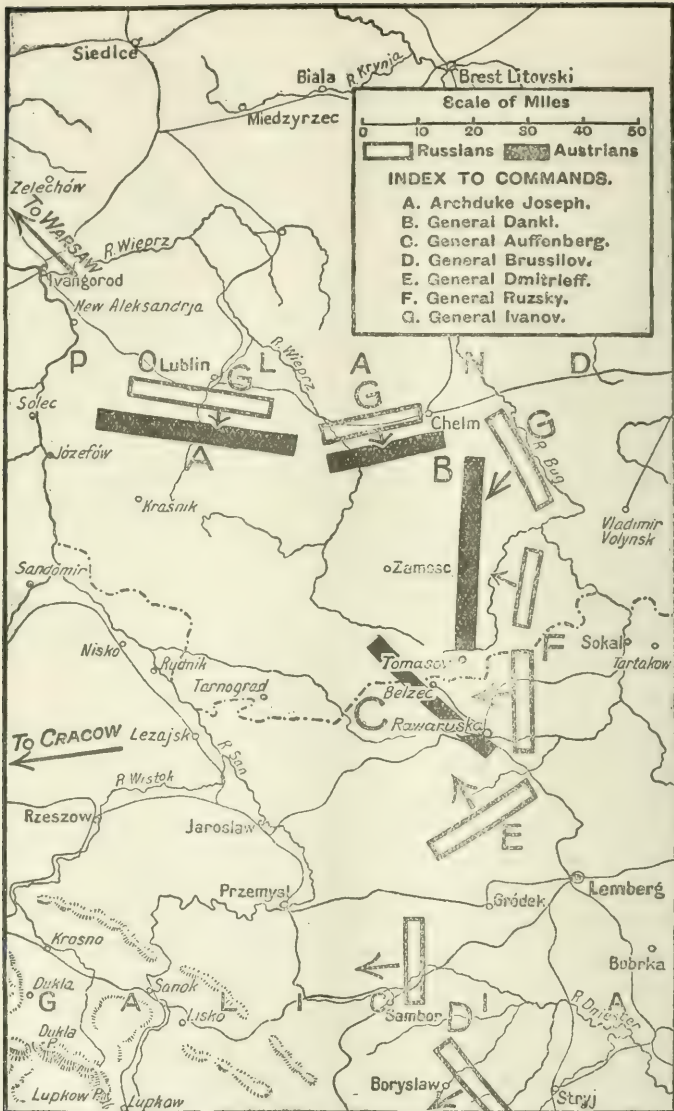 Siedlce
Biala
R. Krynja
Brest Litovski
Miedzyrzec
Scale of Miles
0 10 20 30 40 50
Russians Austrians
INDEX TO COMMANDS.
A. Archduke Joseph.
B. General Dankl.
C. General Auffenberg.
D. General Brussilov.
E. General Dmitrieff.
F. General Ruzsky.
G. General Ivanov.
Zelechów
To WARSAW
R. Wieprz
Ivangorod
New Aleksandrja
R. Wieprz
P O L A N D
Lublin
G
G
Chelm
G
Solec
Józefów
A
B
R. Bug
Krasnik
Vladimir
Volynsk
Zamosc
Sandomir
Nisko
Rydnik
Tomasov
F
Sokal
Tartakow
Tarnograd
Belzec
C
Rawaruska
To CRACOW
Lezajsko
R. San
R. Wistok
Rzeszow
Jaroslaw
E
Przemysl
Gródek
Lemberg
Krosno
Bobrka
Dukla
Sanok
G A L I C I A
Lisko
Sambor
D
R. Dniester
Dukla
P.
Lupkow P.
Lupkow
Boryslaw
Stryj